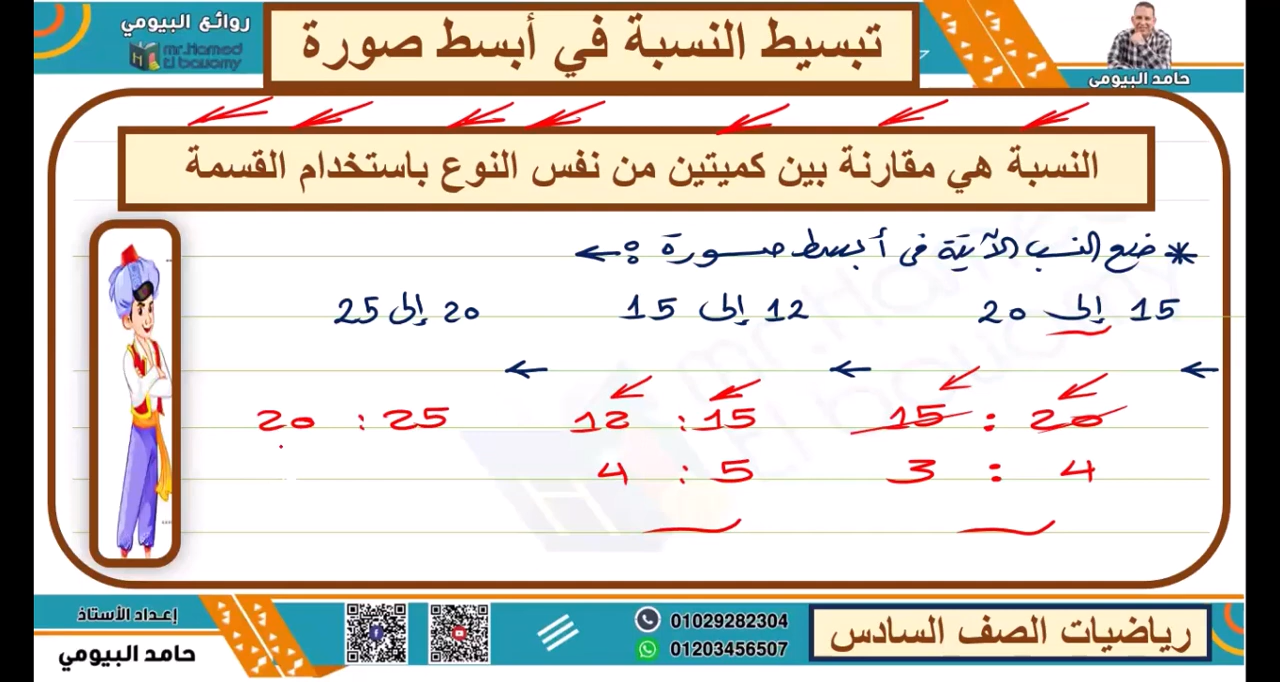 روائع البيومي
mr.Hamed
El bauomy
تبسيط النسبة في أبسط صورة
حامد البيومى
النسبة هي مقارنة بين كميتين من نفس النوع باستخدام القسمة
* ضع النسب الآتية فى أبسط صورة :←
15 إلى 20
12 إلى 15
20 إلى 25
15 : 20
12 : 15
20 : 25
3 : 4
4 : 5
إعداد الأستاذ
حامد البيومي
01029282304
01203456507
رياضيات الصف السادس